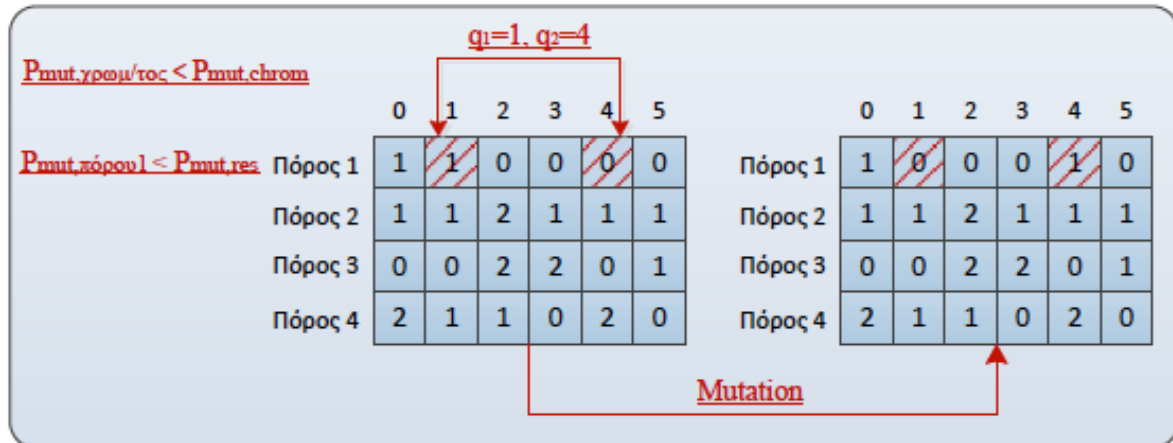 q1=1, q2=4
Pmut,χρωμ/τος < Pmut,chrom
0 1 2 3 4 5 0 1 2 3 4 5
Pmut,πόρου1 < Pmut,res Πόρος 1 1 1 0 0 0 0 Πόρος 1 1 0 0 0 1 0
Πόρος 2 1 1 2 1 1 1 Πόρος 2 1 1 2 1 1 1
Πόρος 3 0 0 2 2 0 1 Πόρος 3 0 0 2 2 0 1
Πόρος 4 2 1 1 0 2 0 Πόρος 4 2 1 1 0 2 0
Mutation